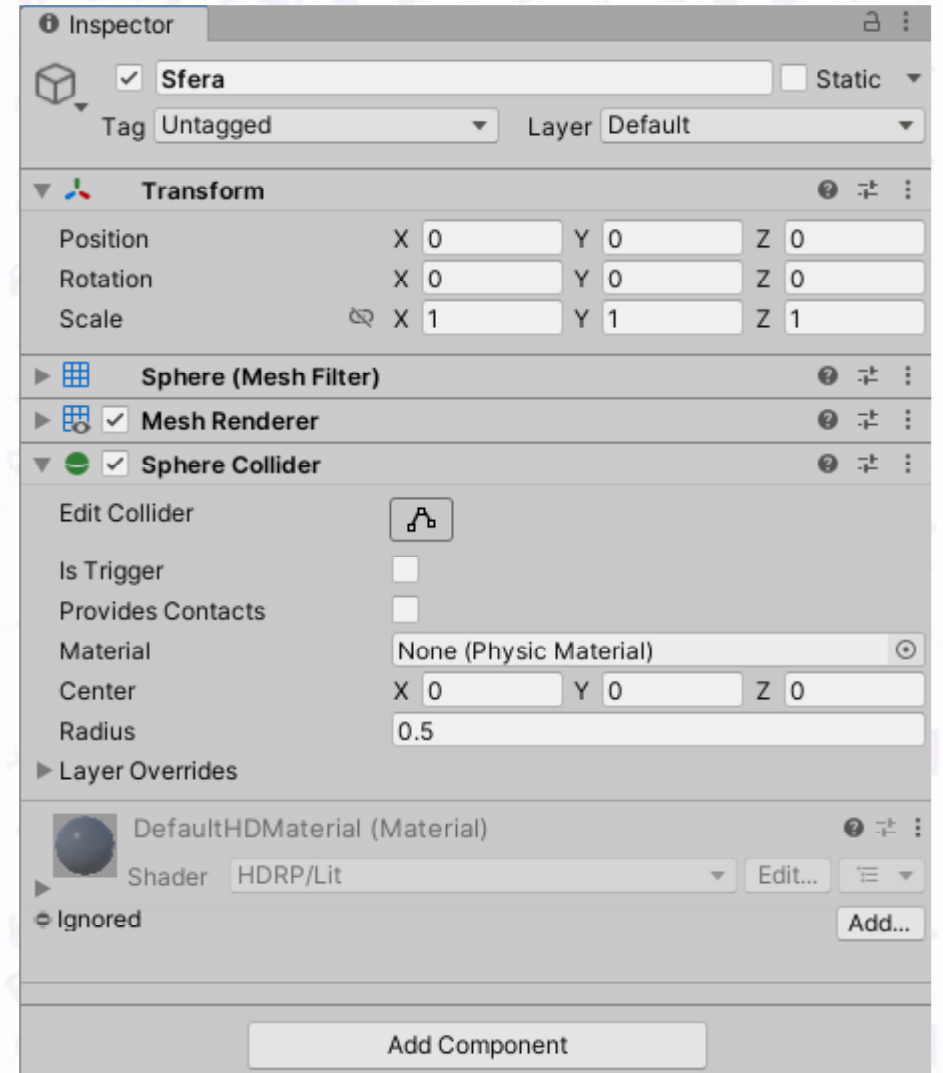 Inspector
Sfera Static
Tag Untagged Layer Default
Transform
Position X 0 Y 0 Z 0
Rotation X 0 Y 0 Z 0
Scale X 1 Y 1 Z 1
Sphere (Mesh Filter)
Mesh Renderer
Sphere Collider
Edit Collider
Is Trigger
Provides Contacts
Material None (Physic Material)
Center X 0 Y 0 Z 0
Radius 0.5
Layer Overrides
DefaultHDMaterial (Material)
Shader HDRP/Lit Edit...
Ignored Add...
Add Component